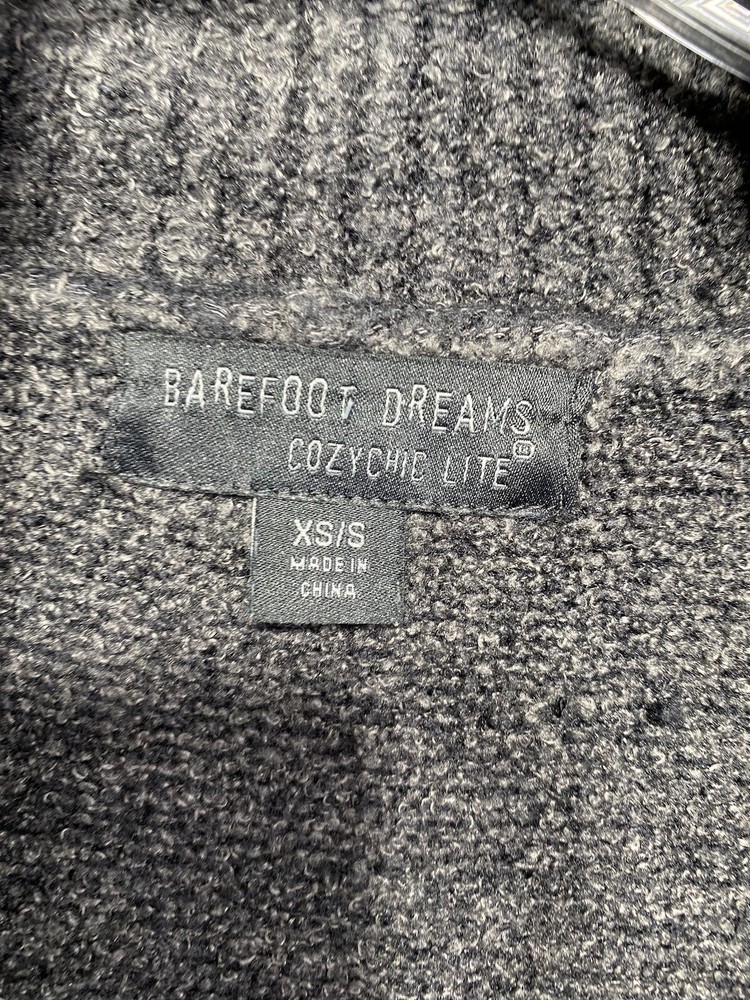 BAREFOOT DREAMS
COZYCHIC LITE®
XS/S
MADE IN
CHINA